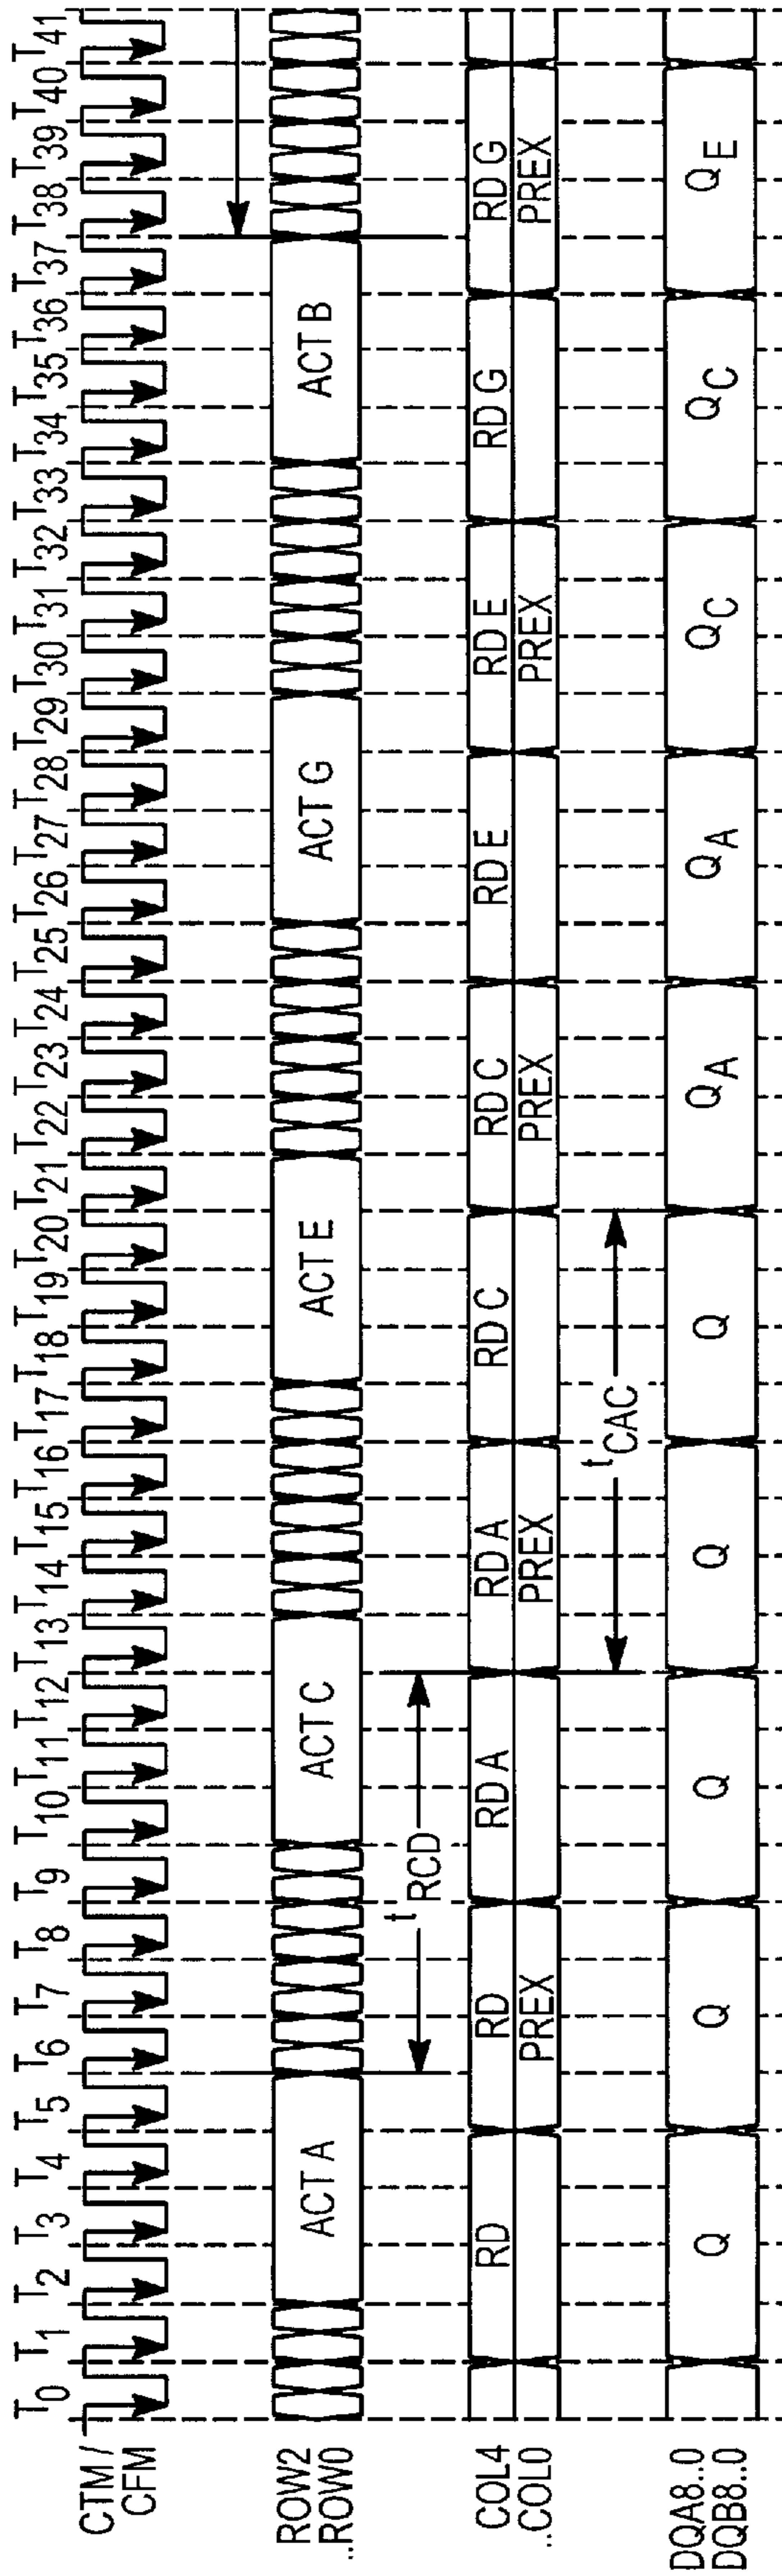 T0 T1 T2 T3 T4 T5 T6 T7 T8 T9 T10 T11 T12 T13 T14 T15 T16 T17 T18 T19 T20 T21 T22 T23 T24 T25 T26 T27 T28 T29 T30 T31 T32 T33 T34 T35 T36 T37 T38 T39 T40 T41
CTM /
CFM
ROW2
..ROW0
ACT A ACT C ACT E ACT G ACT B
tRCD
COL4
..COL0
RD RD RD A RD A RD C RD C RD E RD E RD G RD G
PREX PREX PREX PREX PREX
tCAC
DQA8..0
DQB8..0
Q Q Q Q Q QA QA QC QC QE